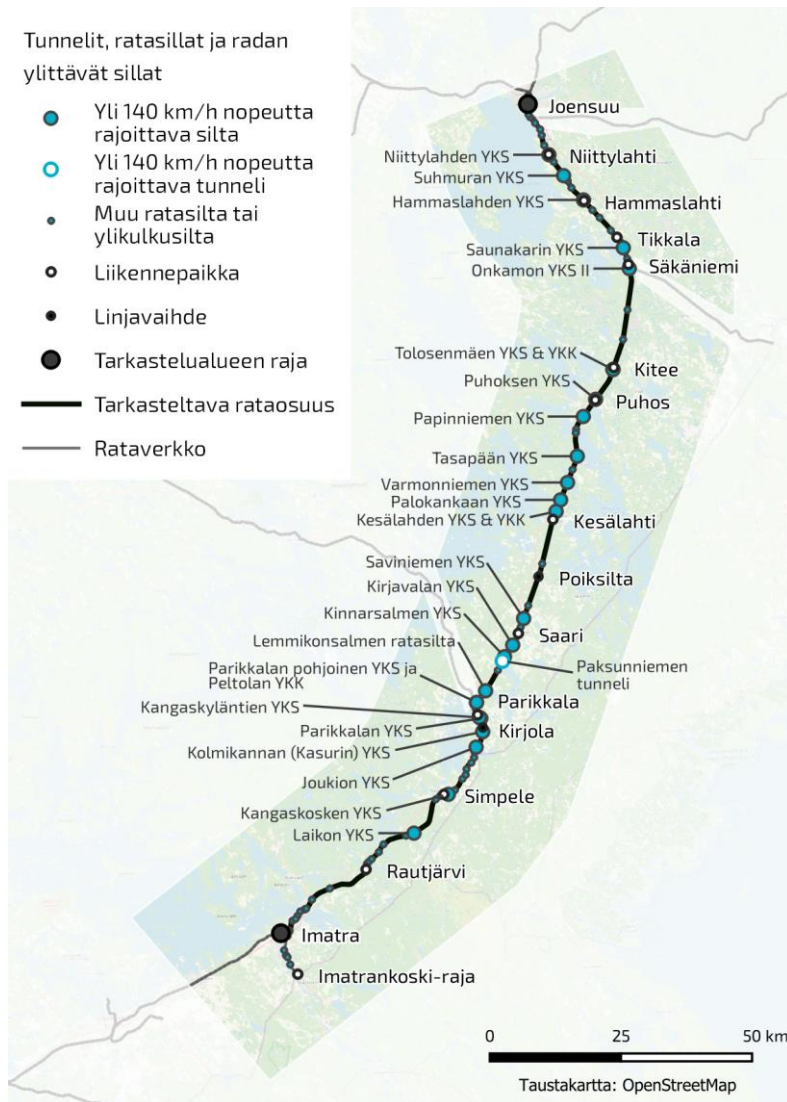 Tunnelit, ratasillat ja radan
ylittävät sillat
Yli 140 km/h nopeutta
rajoittava silta
Yli 140 km/h nopeutta
rajoittava tunneli
Muu ratasilta tai
ylikulkusilta
Liikennepaikka
Linjavaihde
Tarkastelualueen raja
Tarkasteltava rataosuus
Rataverkko
Joensuu
Niittylahden YKS
Niittylahti
Suhmuran YKS
Hammaslahden YKS
Hammaslahti
Tikkala
Saunakarin YKS
Säkäniemi
Onkamon YKS II
Tolosenmäen YKS & YKK
Kitee
Puhoksen YKS
Puhos
Papinniemen YKS
Tasapään YKS
Varmonniemen YKS
Palokankaan YKS
Kesälahden YKS & YKK
Kesälahti
Saviniemen YKS
Poiksilta
Kirjavalan YKS
Kinnarsalmen YKS
Saari
Lemmikonsalmen ratasilta
Paksunniemen
tunneli
Parikkalan pohjoinen YKS ja
Peltolan YKK
Parikkala
Kangaskyläntien YKS
Parikkalan YKS
Kirjola
Kolmikannan (Kasurin) YKS
Joukion YKS
Simpele
Kangaskosken YKS
Laikon YKS
Rautjärvi
Imatra
Imatrankoski-raja
0 25 50 km
Taustakartta: OpenStreetMap